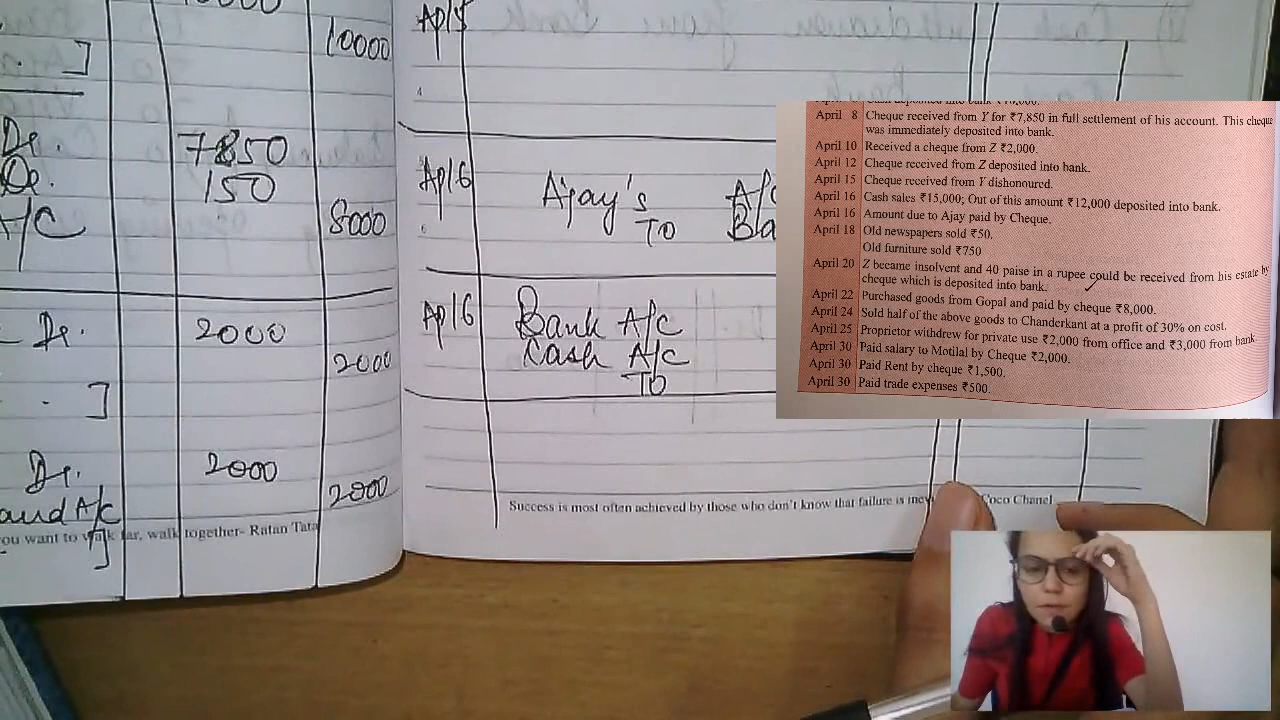 10000
]
De. 7850
De. 150
A/C 8000
De. 2000
2000
]
De. 2000
and A/c 2000
]
you want to walk far, walk together- Ratan Tata
Ap15
Ap16 Ajay's A/c
TO Ba
Ap16 Bank A/c
Cash A/c
TO
Success is most often achieved by those who don't know that failure is inev Coco Chanel
April 8 Cheque received from Y for ₹7,850 in full settlement of his account. This cheque
was immediately deposited into bank.
April 10 Received a cheque from Z ₹2,000.
April 12 Cheque received from Z deposited into bank.
April 15 Cheque received from Y dishonoured.
April 16 Cash sales ₹15,000; Out of this amount ₹12,000 deposited into bank.
April 16 Amount due to Ajay paid by Cheque.
April 18 Old newspapers sold ₹50.
Old furniture sold ₹750
April 20 Z became insolvent and 40 paise in a rupee could be received from his estate by
cheque which is deposited into bank.
April 22 Purchased goods from Gopal and paid by cheque ₹8,000.
April 24 Sold half of the above goods to Chanderkant at a profit of 30% on cost.
April 25 Proprietor withdrew for private use ₹2,000 from office and ₹3,000 from bank.
April 30 Paid salary to Motilal by Cheque ₹2,000.
April 30 Paid Rent by cheque ₹1,500.
April 30 Paid trade expenses ₹500.